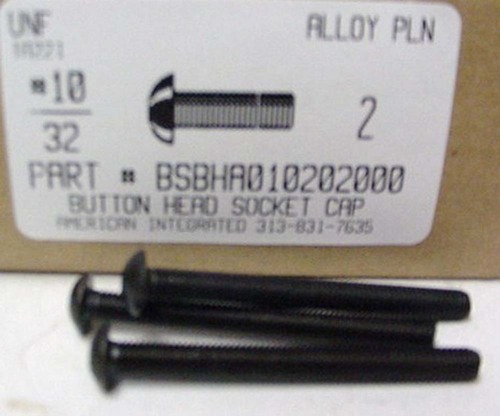 UNF
ALLOY PLN
#10
32
2
PART # BSBHA010202000
BUTTON HEAD SOCKET CAP
AMERICAN INTEGRATED 313-831-7635